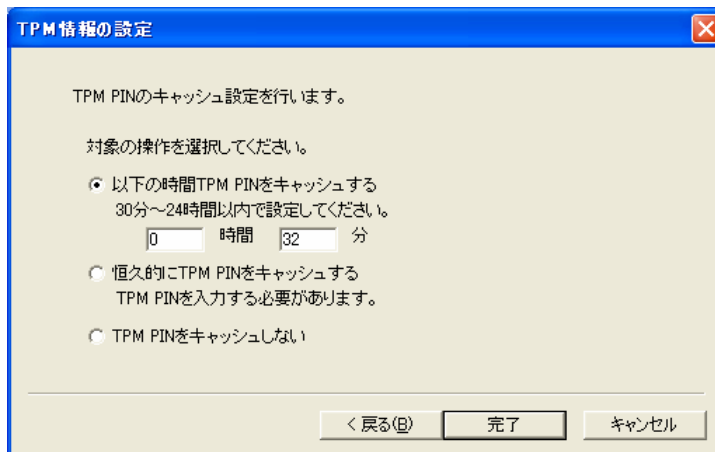 TPM情報の設定
TPM PINのキャッシュ設定を行います。
対象の操作を選択してください。
以下の時間TPM PINをキャッシュする
30分～24時間以内で設定してください。
0 時間 32 分
恒久的にTPM PINをキャッシュする
TPM PINを入力する必要があります。
TPM PINをキャッシュしない
< 戻る(B) 完了 キャンセル